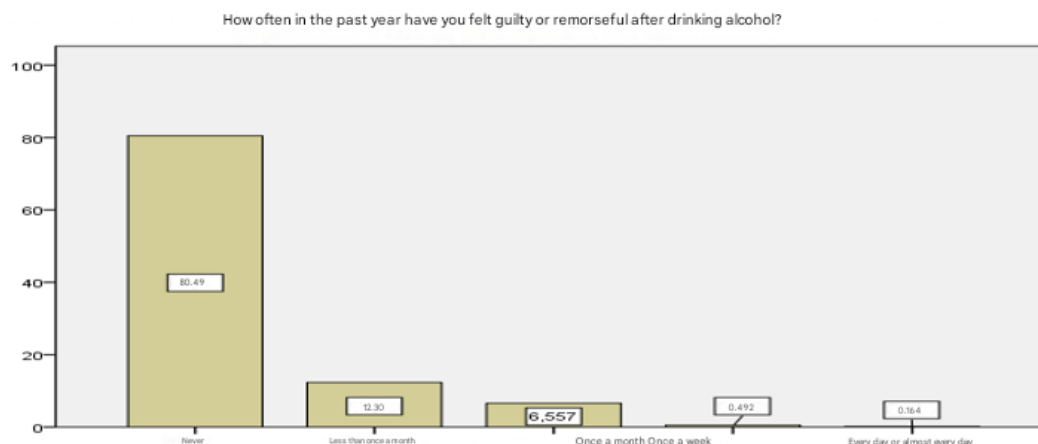 How often in the past year have you felt guilty or remorseful after drinking alcohol?
100
80
60
40
20
0
80.49
12.30
6,557
0.492
0.164
Never
Less than once a month
Once a month Once a week
Every day or almost every day